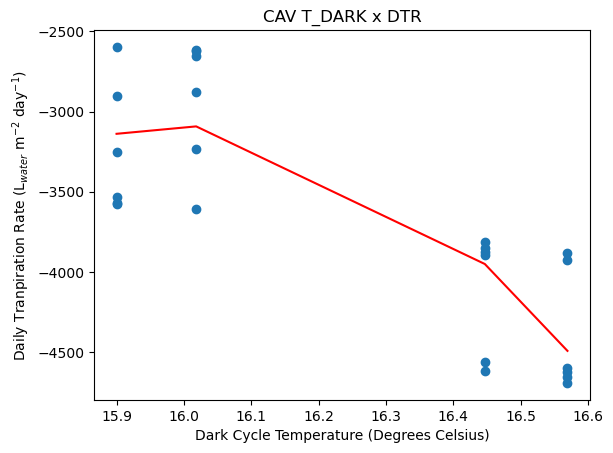 CAV T_DARK x DTR
Daily Tranpiration Rate (L_water m⁻² day⁻¹)
−2500
−3000
−3500
−4000
−4500
15.9 16.0 16.1 16.2 16.3 16.4 16.5 16.6
Dark Cycle Temperature (Degrees Celsius)